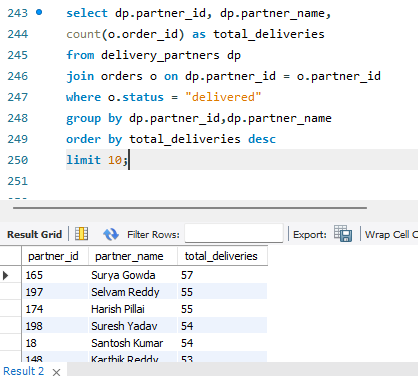 243 select dp.partner_id, dp.partner_name,
244 count(o.order_id) as total_deliveries
245 from delivery_partners dp
246 join orders o on dp.partner_id = o.partner_id
247 where o.status = "delivered"
248 group by dp.partner_id,dp.partner_name
249 order by total_deliveries desc
250 limit 10;
251
Result Grid Filter Rows: Export: Wrap Cell C
partner_id partner_name total_deliveries
165 Surya Gowda 57
197 Selvam Reddy 55
174 Harish Pillai 55
198 Suresh Yadav 54
18 Santosh Kumar 54
148 Karthik Reddy 53
Result 2